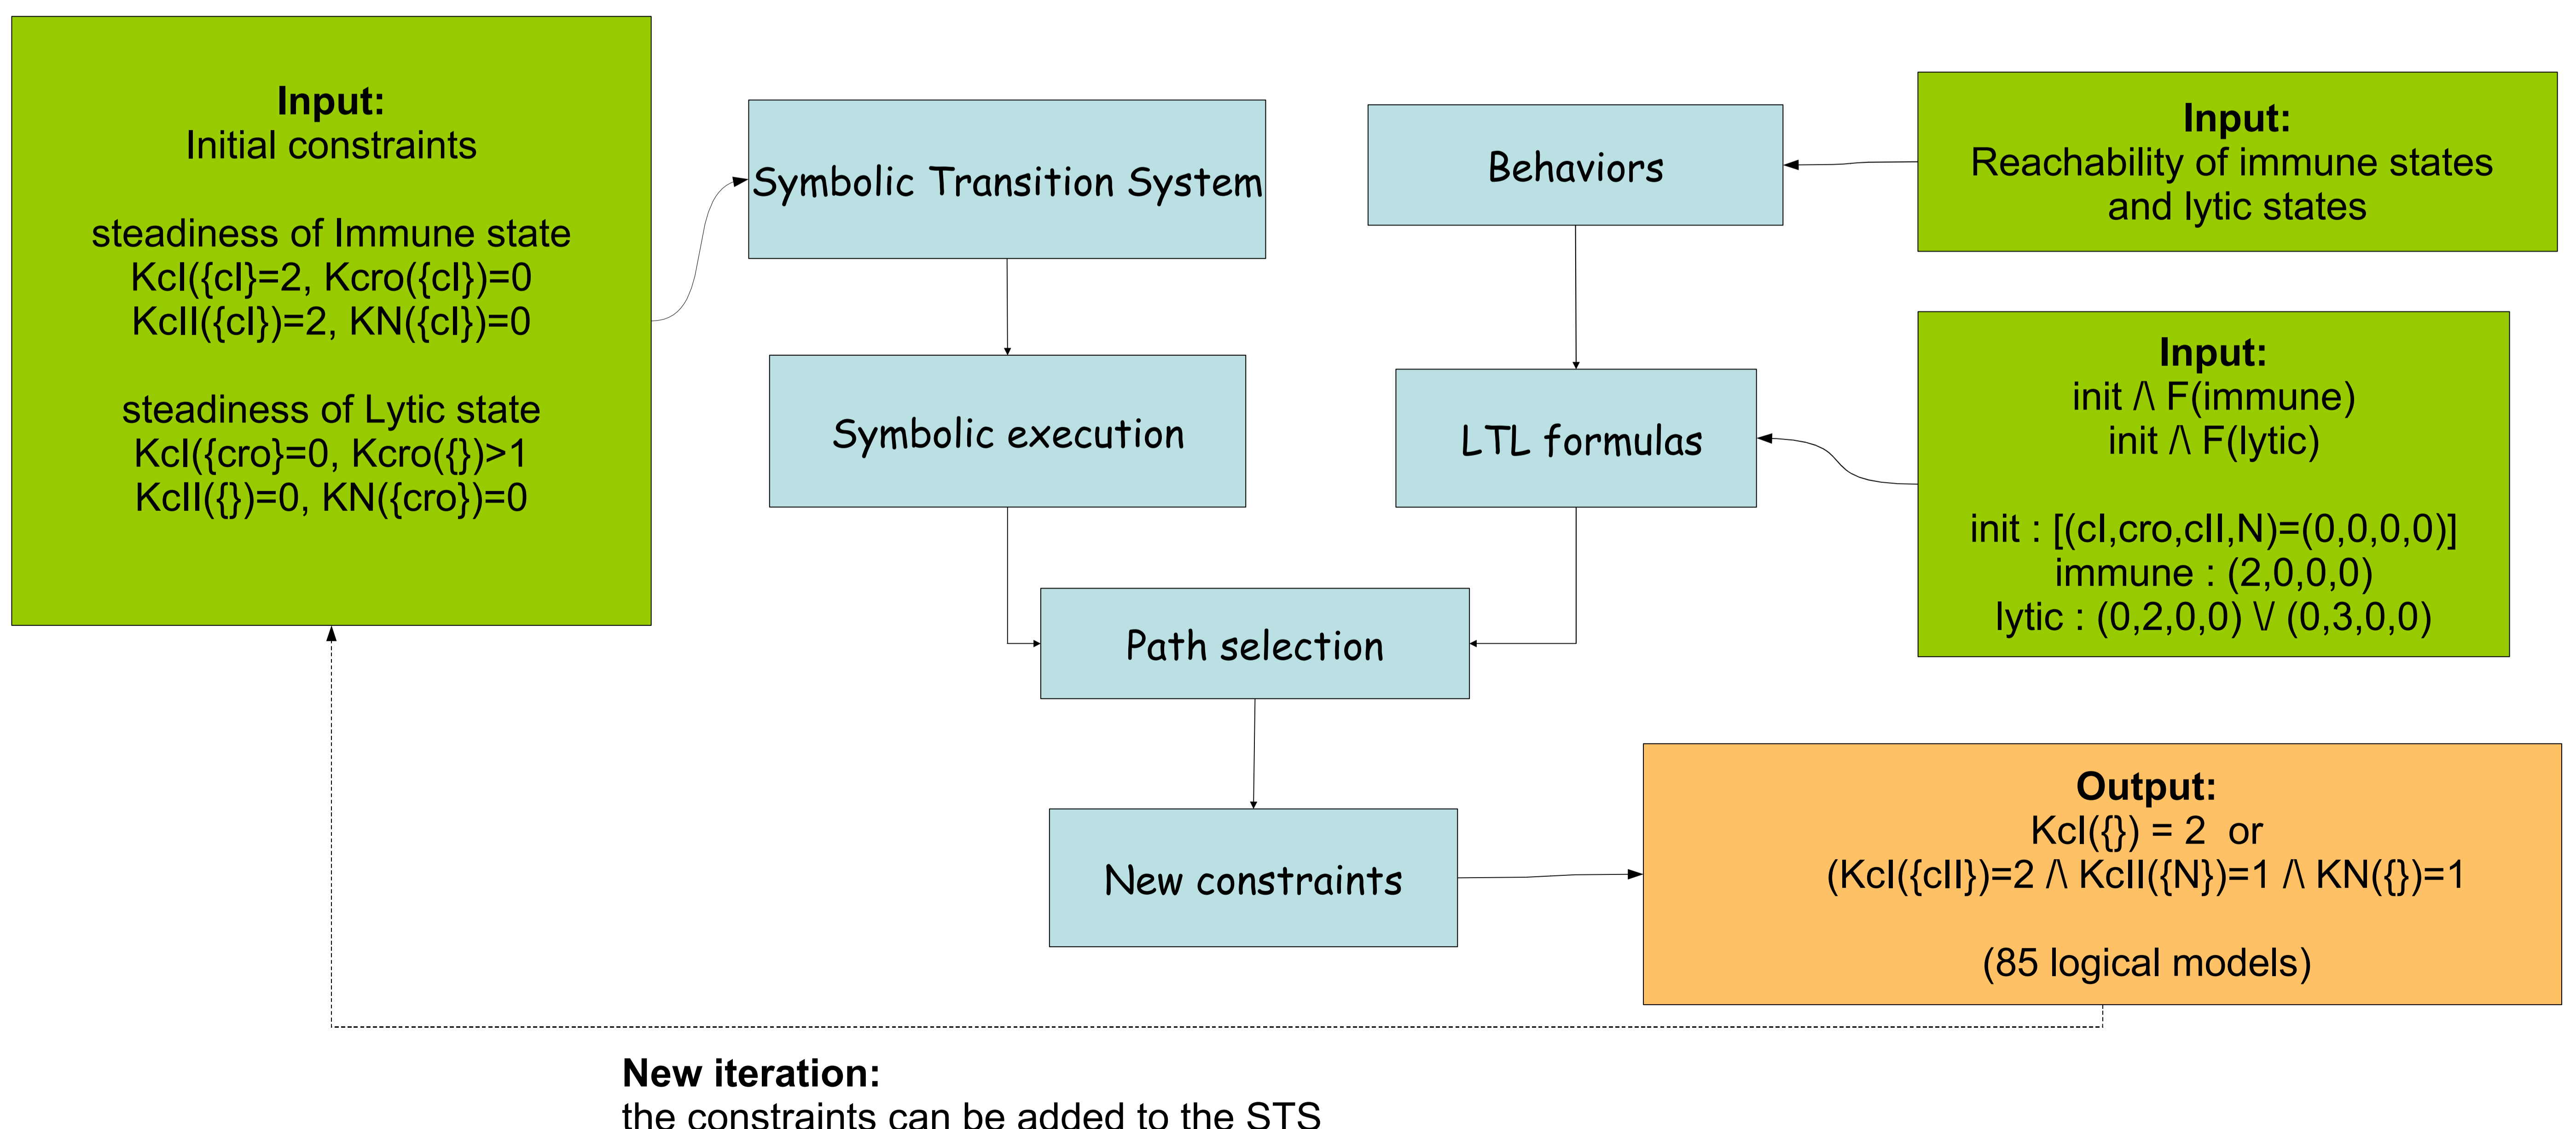 Input:
Initial constraints
steadiness of Immune state
KcI({cI}=2, Kcro({cI})=0
KcII({cI})=2, KN({cI})=0
steadiness of Lytic state
KcI({cro}=0, Kcro({})>1
KcII({})=0, KN({cro})=0
Symbolic Transition System
Symbolic execution
Behaviors
LTL formulas
Path selection
New constraints
Input:
Reachability of immune states
and lytic states
Input:
init /\ F(immune)
init /\ F(lytic)
init : [(cI,cro,cII,N)=(0,0,0,0)]
immune : (2,0,0,0)
lytic : (0,2,0,0) \/ (0,3,0,0)
Output:
KcI({}) = 2 or
(KcI({cII})=2 /\ KcII({N})=1 /\ KN({})=1
(85 logical models)
New iteration:
the constraints can be added to the STS